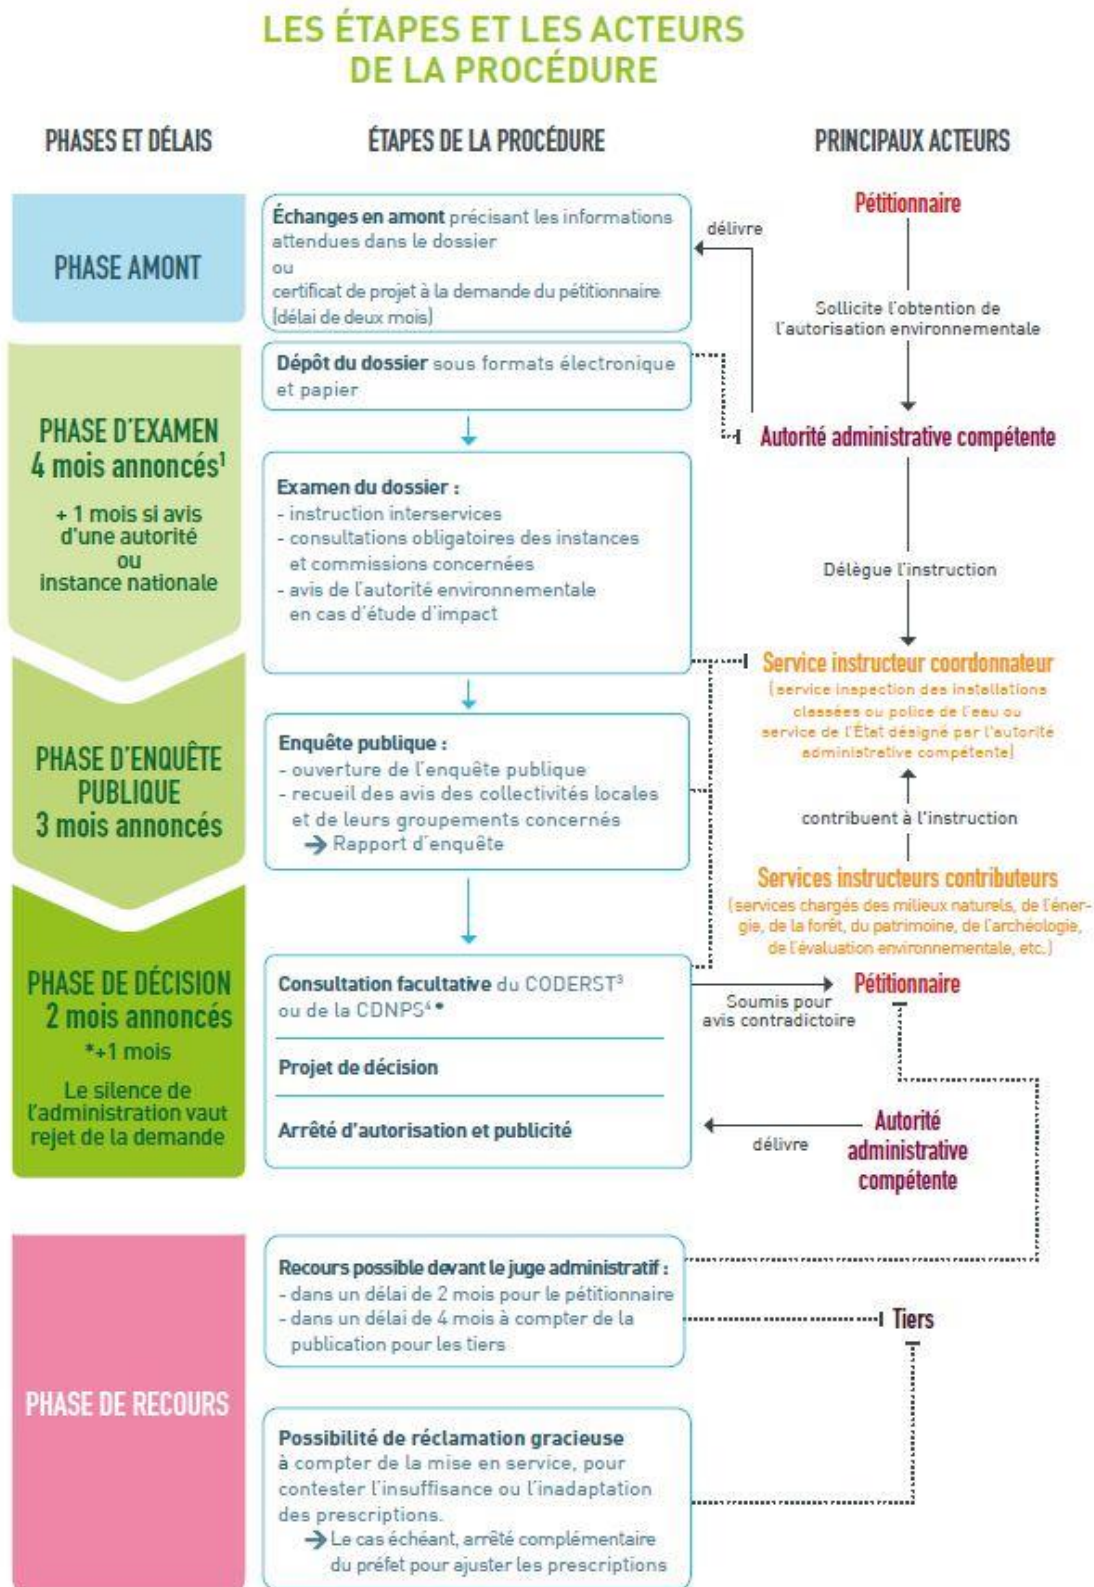 LES ÉTAPES ET LES ACTEURS
DE LA PROCÉDURE
PHASES ET DÉLAIS
ÉTAPES DE LA PROCÉDURE
PRINCIPAUX ACTEURS
PHASE AMONT
Échanges en amont précisant les informations
attendues dans le dossier
ou
certificat de projet à la demande du pétitionnaire
(délai de deux mois)
délivre
Pétitionnaire
Sollicite l'obtention de
l'autorisation environnementale
PHASE D'EXAMEN
4 mois annoncés¹
+ 1 mois si avis
d'une autorité
ou
instance nationale
Dépôt du dossier sous formats électronique
et papier
Autorité administrative compétente
Examen du dossier :
- instruction interservices
- consultations obligatoires des instances
et commissions concernées
- avis de l'autorité environnementale
en cas d'étude d'impact
Délègue l'instruction
Service instructeur coordonnateur
(service inspection des installations
classées ou police de l'eau ou
service de l'État désigné par l'autorité
administrative compétente)
PHASE D'ENQUÊTE
PUBLIQUE
3 mois annoncés
Enquête publique :
- ouverture de l'enquête publique
- recueil des avis des collectivités locales
et de leurs groupements concernés
→ Rapport d'enquête
contribuent à l'instruction
Services instructeurs contributeurs
(services chargés des milieux naturels, de l'éner-
gie, de la forêt, du patrimoine, de l'archéologie,
de l'évaluation environnementale, etc.)
PHASE DE DÉCISION
2 mois annoncés
*+1 mois
Le silence de
l'administration vaut
rejet de la demande
Consultation facultative du CODERST³
ou de la CDNPS⁴*
Projet de décision
Arrêté d'autorisation et publicité
Soumis pour
avis contradictoire
Pétitionnaire
délivre
Autorité
administrative
compétente
PHASE DE RECOURS
Recours possible devant le juge administratif :
- dans un délai de 2 mois pour le pétitionnaire
- dans un délai de 4 mois à compter de la
publication pour les tiers
Tiers
Possibilité de réclamation gracieuse
à compter de la mise en service, pour
contester l'insuffisance ou l'inadaptation
des prescriptions.
→ Le cas échéant, arrêté complémentaire
du préfet pour ajuster les prescriptions